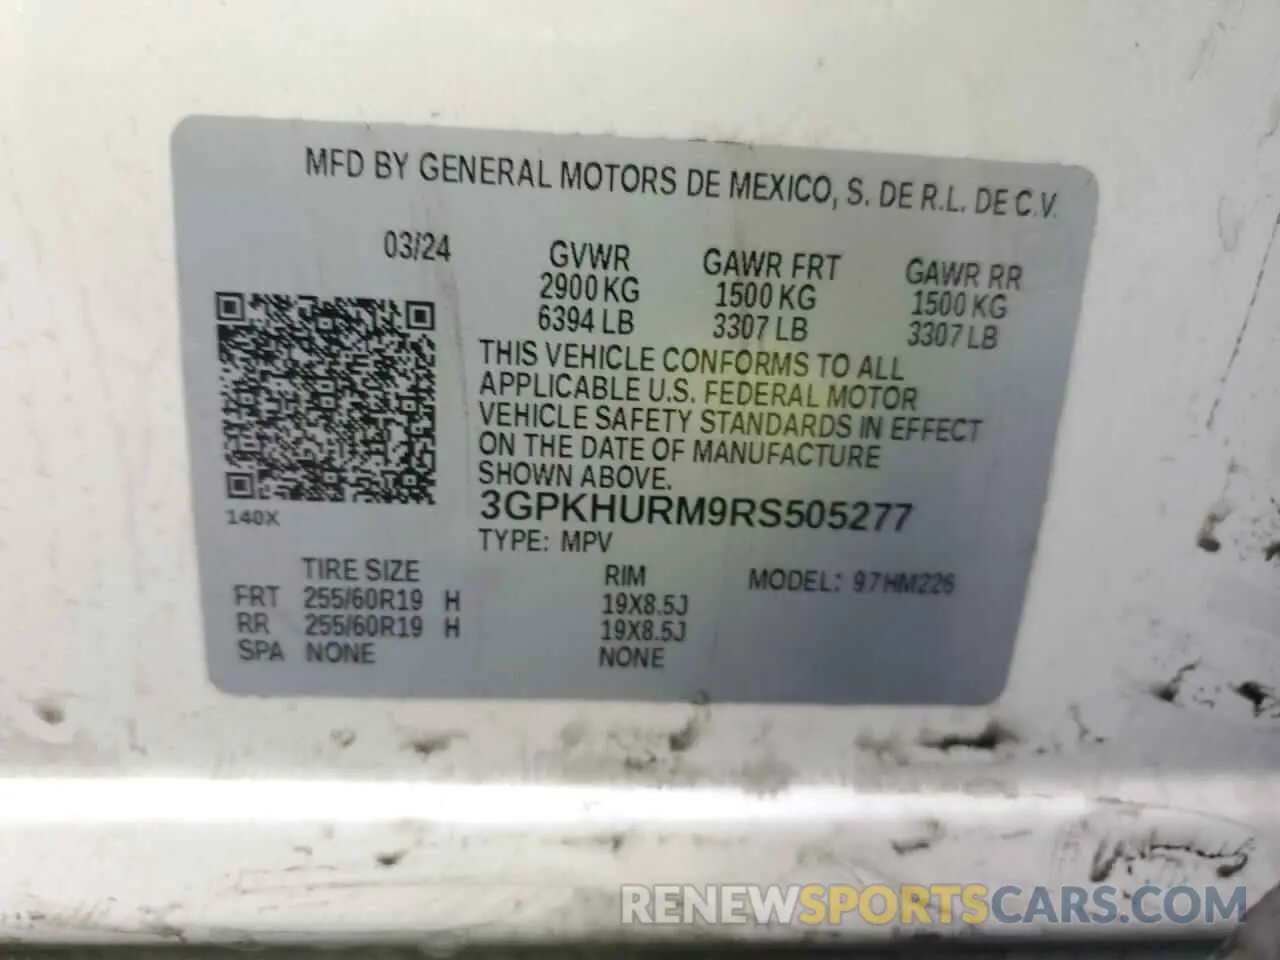 MFD BY GENERAL MOTORS DE MEXICO, S. DE R.L. DE C.V.
03/24
GVWR GAWR FRT GAWR RR
2900 KG 1500 KG 1500 KG
6394 LB 3307 LB 3307 LB
THIS VEHICLE CONFORMS TO ALL
APPLICABLE U.S. FEDERAL MOTOR
VEHICLE SAFETY STANDARDS IN EFFECT
ON THE DATE OF MANUFACTURE
SHOWN ABOVE.
3GPKHURM9RS505277
140X
TYPE: MPV
TIRE SIZE RIM MODEL: 97HM226
FRT 255/60R19 H 19X8.5J
RR 255/60R19 H 19X8.5J
SPA NONE NONE
RENEWSPORTSCARS.COM